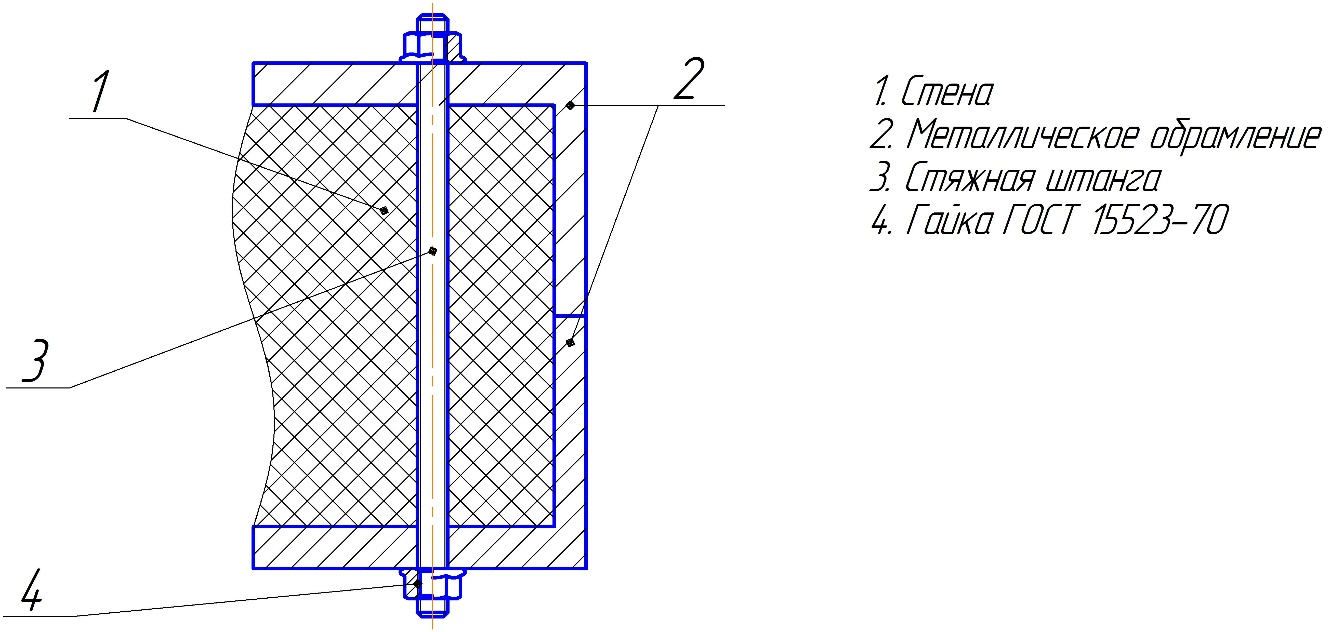 1
2
3
4
1. Стена
2. Металлическое обрамление
3. Стяжная штанга
4. Гайка ГОСТ 15523-70